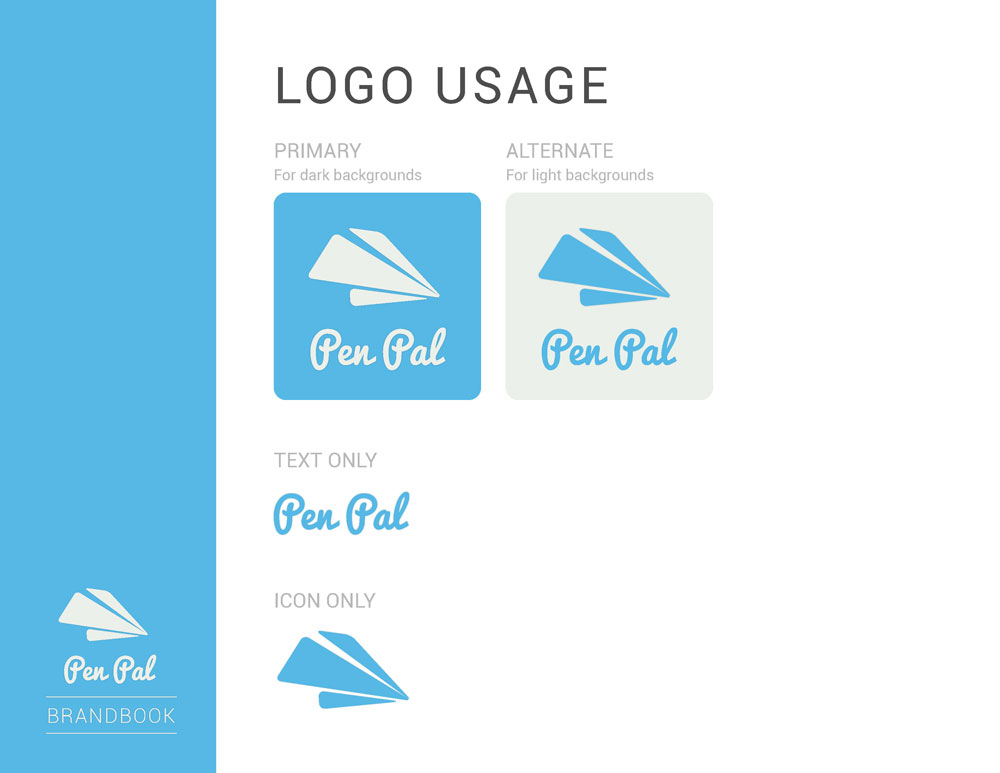 LOGO USAGE
PRIMARY
For dark backgrounds
Pen Pal
ALTERNATE
For light backgrounds
Pen Pal
TEXT ONLY
Pen Pal
ICON ONLY
Pen Pal
BRANDBOOK